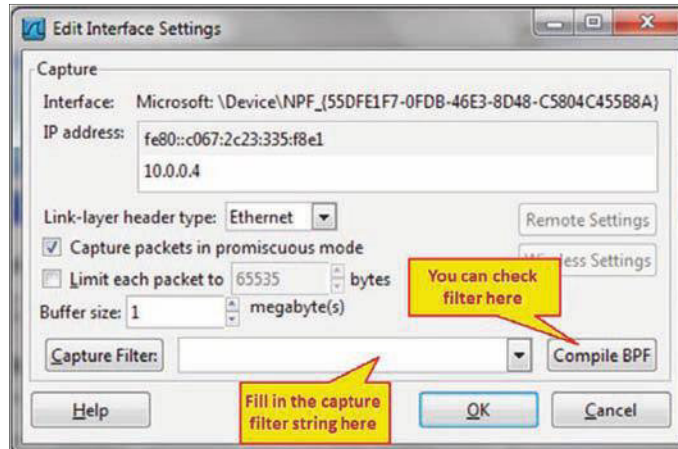 Edit Interface Settings
Capture
Interface: Microsoft: \Device\NPF_{55DFE1F7-0FDB-46E3-8D48-C5804C455B8A}
IP address: fe80::c067:2c23:335:f8e1
10.0.0.4
Link-layer header type: Ethernet
Remote Settings
Capture packets in promiscuous mode
Settings
Limit each packet to 65535 bytes
You can check
filter here
Buffer size: 1 megabyte(s)
Capture Filter: Compile BPF
Fill in the capture
filter string here
Help OK Cancel